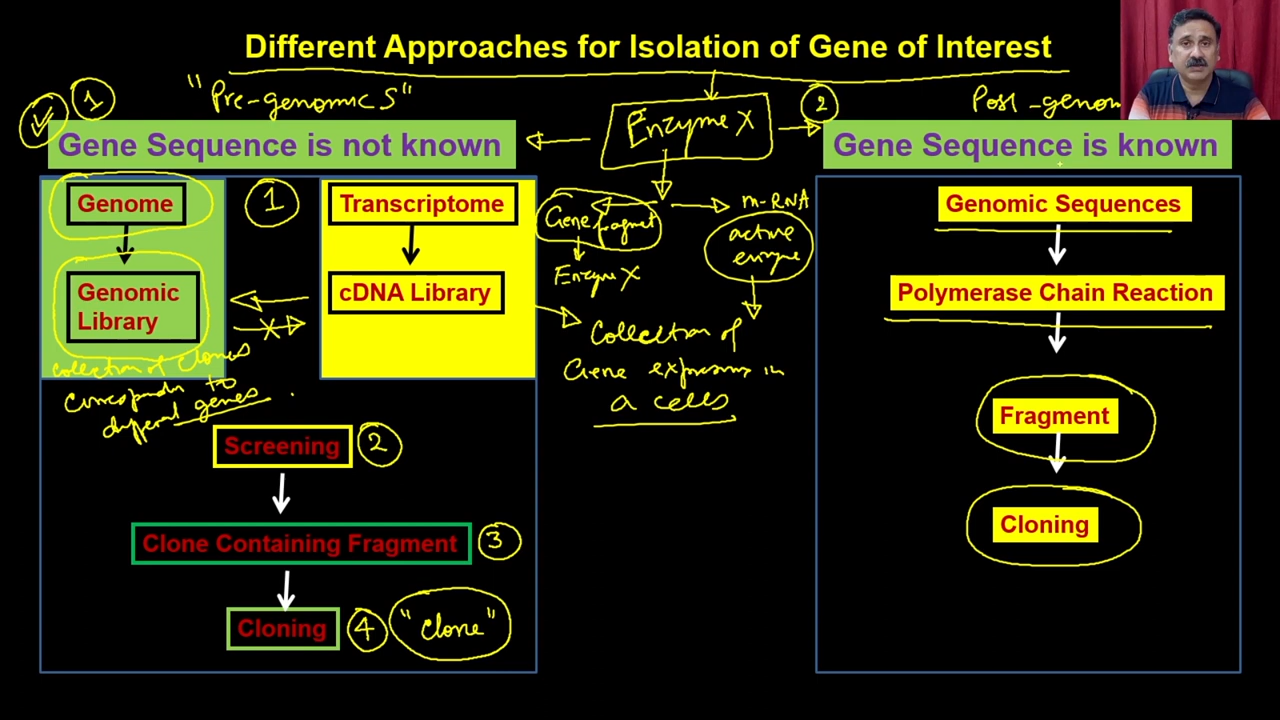 Different Approaches for Isolation of Gene of Interest
"Pre-genomics"
1
Enzyme X
2
Post-genom
Gene Sequence is not known
Gene Sequence is known
Genome
1
Transcriptome
Gene fragmet
m-RNA
active
enzyme
Enzyme X
Genomic
Library
cDNA Library
Collection of
Gene expression in
a cells
Collection of clones
corresponds to
different genes.
Screening
2
Clone Containing Fragment
3
Cloning
4
"Clone"
Genomic Sequences
Polymerase Chain Reaction
Fragment
Cloning